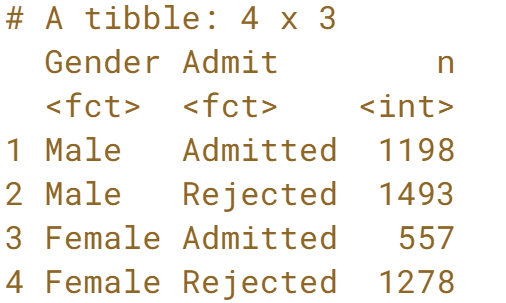 # A tibble: 4 x 3
  Gender Admit        n
  <fct>  <fct>    <int>
1 Male   Admitted  1198
2 Male   Rejected  1493
3 Female Admitted   557
4 Female Rejected  1278